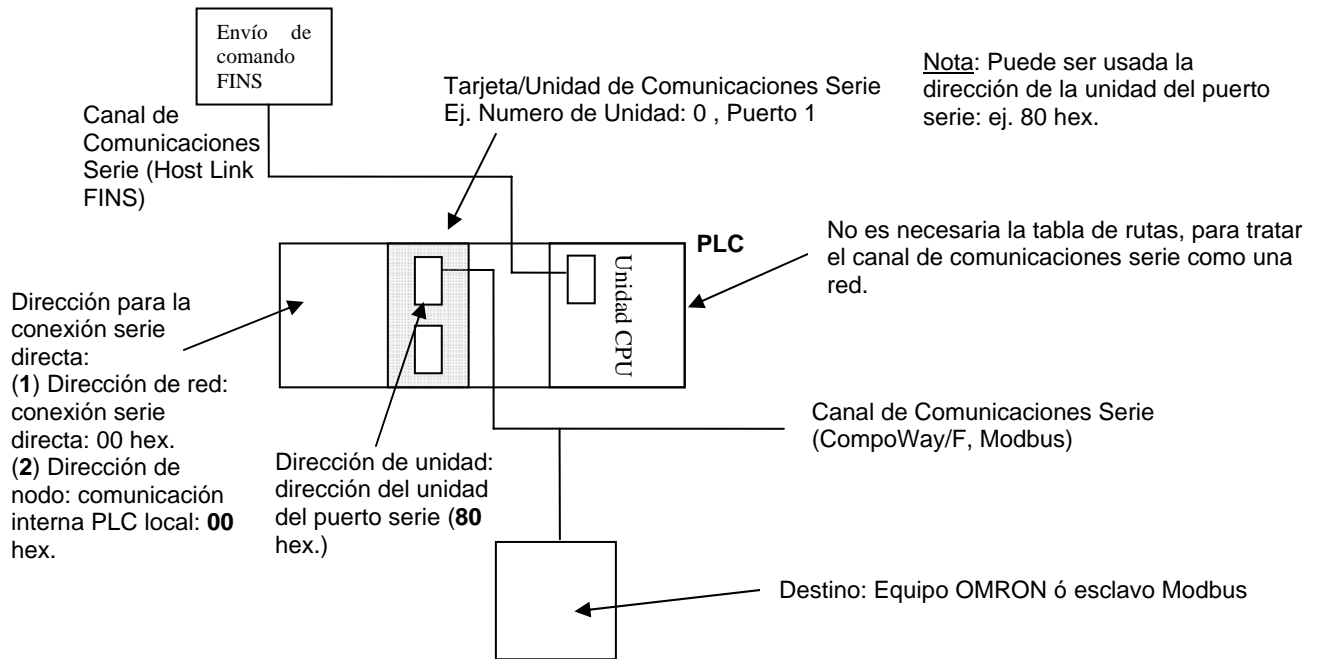 Envío de
comando
FINS
Canal de
Comunicaciones
Serie (Host Link
FINS)
Tarjeta/Unidad de Comunicaciones Serie
Ej. Numero de Unidad: 0 , Puerto 1
Nota: Puede ser usada la
dirección de la unidad del puerto
serie: ej. 80 hex.
PLC
No es necesaria la tabla de rutas, para tratar
el canal de comunicaciones serie como una
red.
Unidad CPU
Dirección para la
conexión serie
directa:
(1) Dirección de red:
conexión serie
directa: 00 hex.
(2) Dirección de
nodo: comunicación
interna PLC local: 00
hex.
Dirección de unidad:
dirección del unidad
del puerto serie (80
hex.)
Canal de Comunicaciones Serie
(CompoWay/F, Modbus)
Destino: Equipo OMRON ó esclavo Modbus